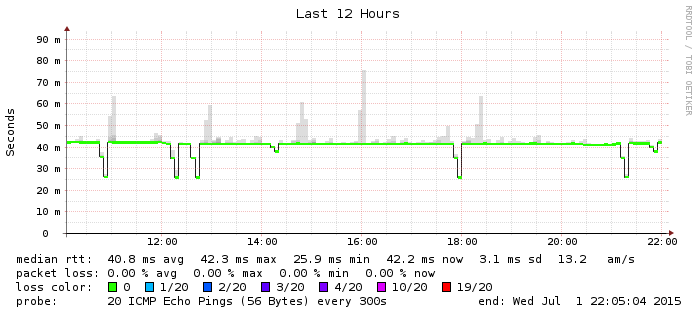 Last 12 Hours
RRDTOOL / TOBI OETIKER
Seconds
90 m
80 m
70 m
60 m
50 m
40 m
30 m
20 m
10 m
0
12:00 14:00 16:00 18:00 20:00 22:00
median rtt: 40.8 ms avg 42.3 ms max 25.9 ms min 42.2 ms now 3.1 ms sd 13.2 am/s
packet loss: 0.00 % avg 0.00 % max 0.00 % min 0.00 % now
loss color: 0 1/20 2/20 3/20 4/20 10/20 19/20
probe: 20 ICMP Echo Pings (56 Bytes) every 300s end: Wed Jul 1 22:05:04 2015